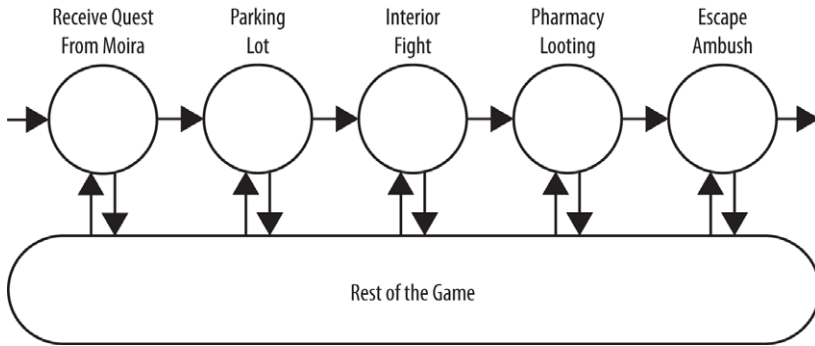 Receive Quest
From Moira
Parking
Lot
Interior
Fight
Pharmacy
Looting
Escape
Ambush
Rest of the Game